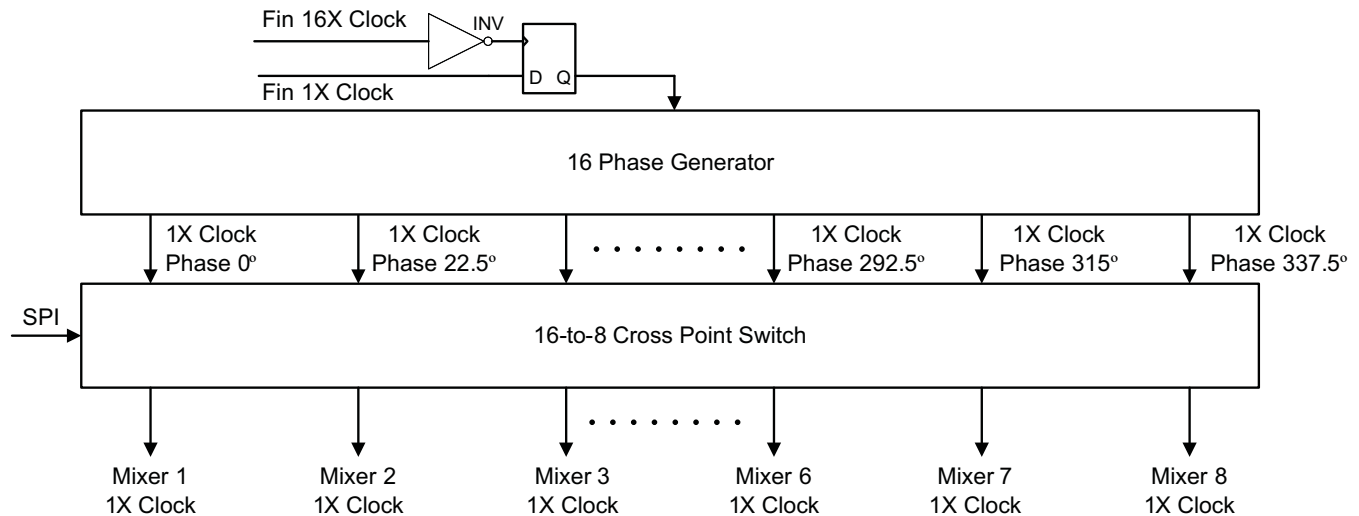 Fin 16X Clock
INV
D Q
Fin 1X Clock
16 Phase Generator
1X Clock
Phase 0º
1X Clock
Phase 22.5º
1X Clock
Phase 292.5º
1X Clock
Phase 315º
1X Clock
Phase 337.5º
SPI
16-to-8 Cross Point Switch
Mixer 1
1X Clock
Mixer 2
1X Clock
Mixer 3
1X Clock
Mixer 6
1X Clock
Mixer 7
1X Clock
Mixer 8
1X Clock